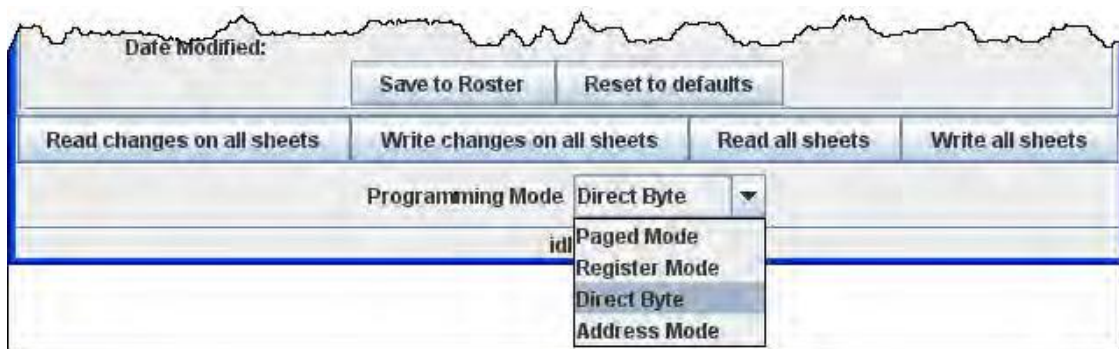 Date Modified:
Save to Roster Reset to defaults
Read changes on all sheets Write changes on all sheets Read all sheets Write all sheets
Programming Mode Direct Byte
idl
Paged Mode
Register Mode
Direct Byte
Address Mode